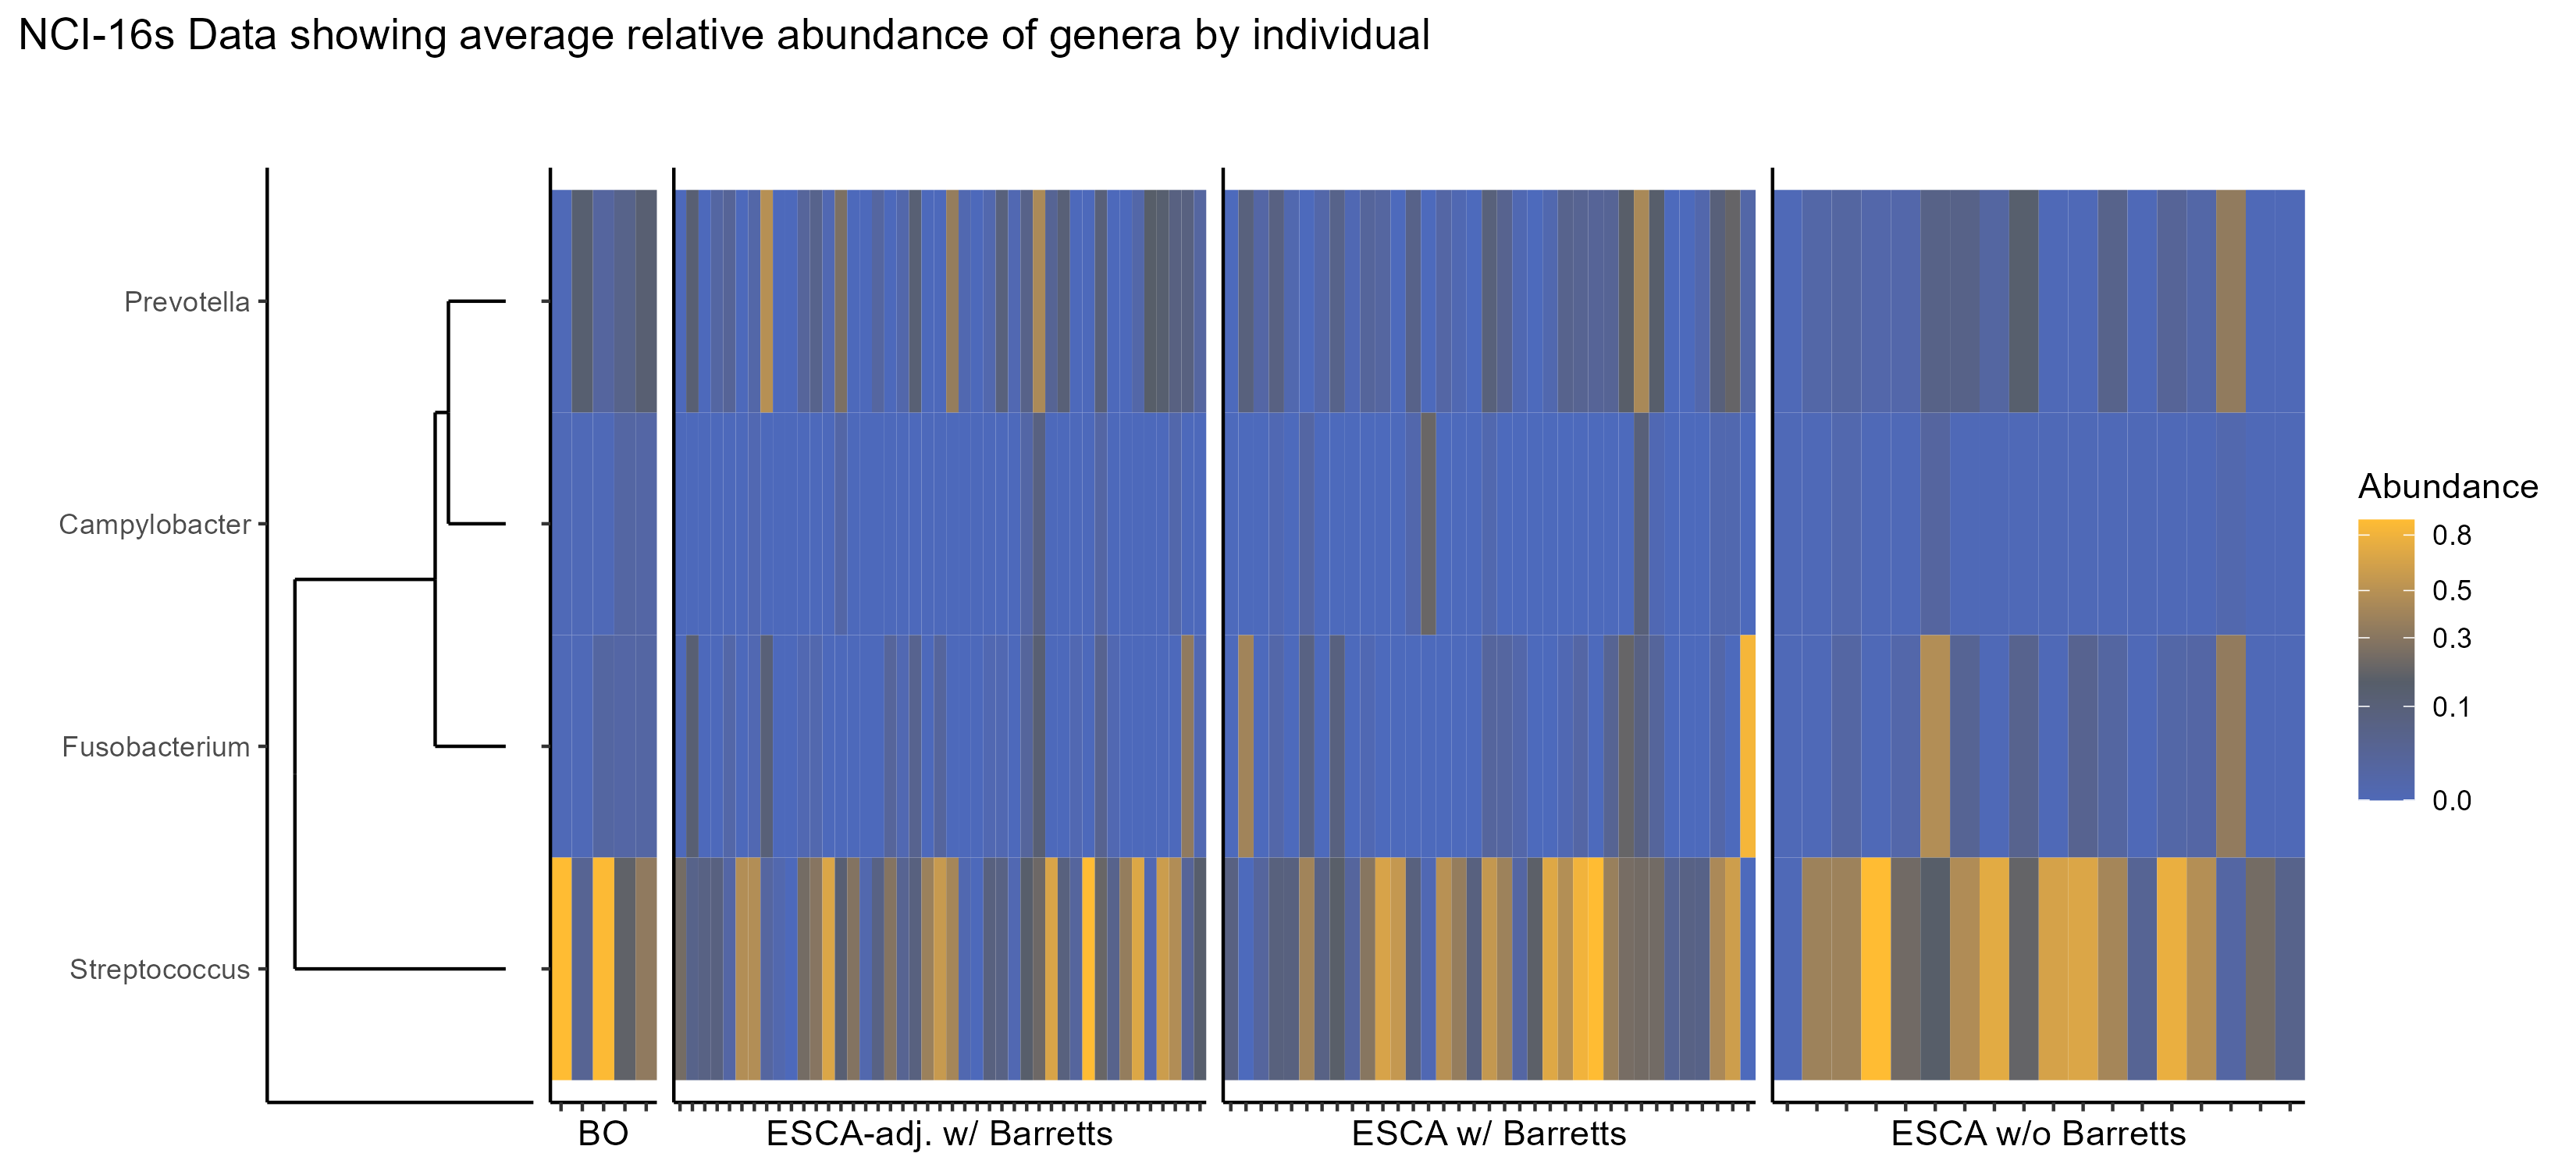 NCI-16s Data showing average relative abundance of genera by individual
Prevotella
Campylobacter
Fusobacterium
Streptococcus
BO
ESCA-adj. w/ Barretts
ESCA w/ Barretts
ESCA w/o Barretts
Abundance
0.8
0.5
0.3
0.1
0.0